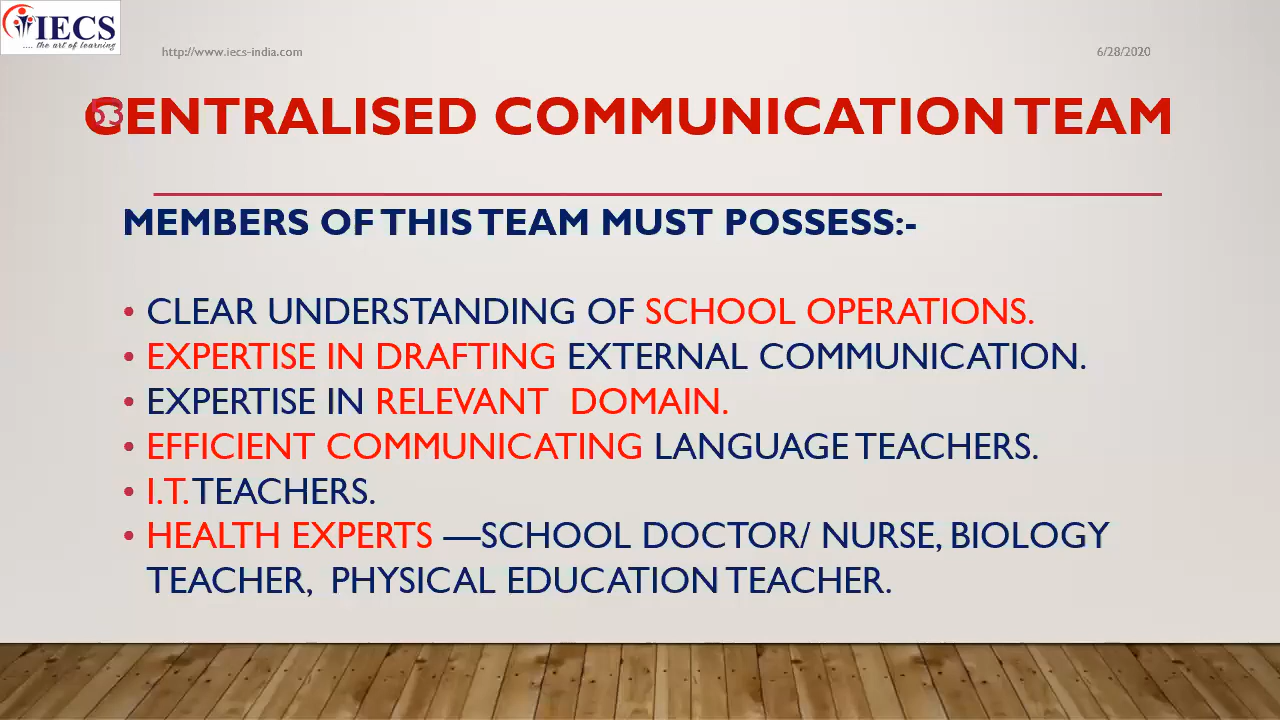 IECS
.... the art of learning
http://www.iecs-india.com
6/28/2020
63
CENTRALISED COMMUNICATION TEAM
MEMBERS OF THIS TEAM MUST POSSESS:-
• CLEAR UNDERSTANDING OF SCHOOL OPERATIONS.
• EXPERTISE IN DRAFTING EXTERNAL COMMUNICATION.
• EXPERTISE IN RELEVANT DOMAIN.
• EFFICIENT COMMUNICATING LANGUAGE TEACHERS.
• I.T. TEACHERS.
• HEALTH EXPERTS —SCHOOL DOCTOR/ NURSE, BIOLOGY
TEACHER, PHYSICAL EDUCATION TEACHER.